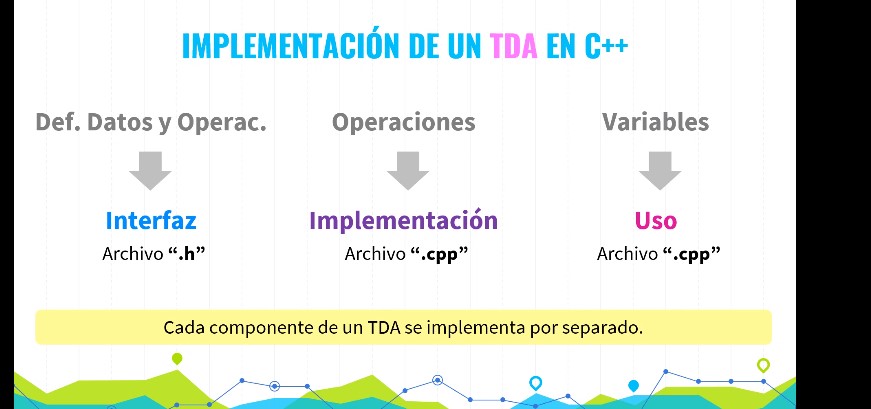 IMPLEMENTACIÓN DE UN TDA EN C++
Def. Datos y Operac.
Operaciones
Variables
Interfaz
Implementación
Uso
Archivo “.h”
Archivo “.cpp”
Archivo “.cpp”
Cada componente de un TDA se implementa por separado.